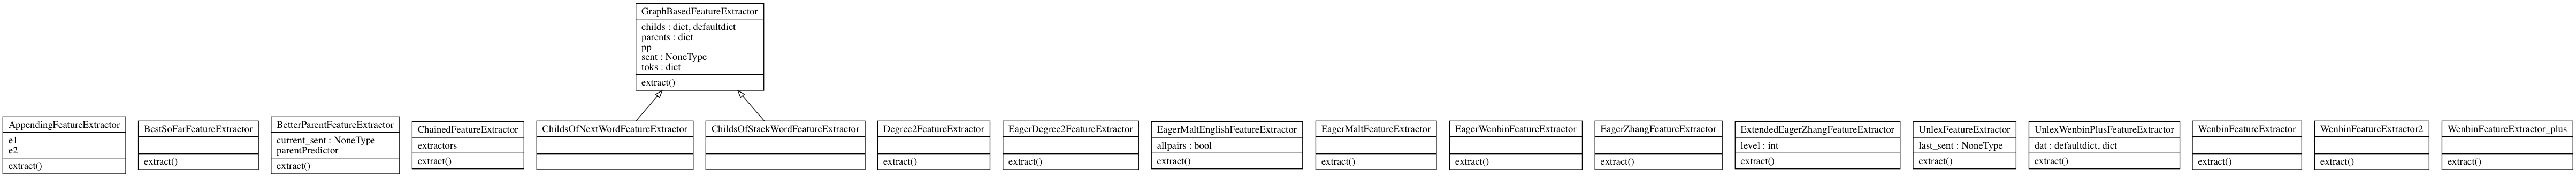 GraphBasedFeatureExtractor
childs : dict, defaultdict
parents : dict
pp
sent : NoneType
toks : dict
extract()
AppendingFeatureExtractor
e1
e2
extract()
BestSoFarFeatureExtractor
extract()
BetterParentFeatureExtractor
current_sent : NoneType
parentPredictor
extract()
ChainedFeatureExtractor
extractors
extract()
ChildsOfNextWordFeatureExtractor
ChildsOfStackWordFeatureExtractor
Degree2FeatureExtractor
extract()
EagerDegree2FeatureExtractor
extract()
EagerMaltEnglishFeatureExtractor
allpairs : bool
extract()
EagerMaltFeatureExtractor
extract()
EagerWenbinFeatureExtractor
extract()
EagerZhangFeatureExtractor
extract()
ExtendedEagerZhangFeatureExtractor
level : int
extract()
UnlexFeatureExtractor
last_sent : NoneType
extract()
UnlexWenbinPlusFeatureExtractor
dat : defaultdict, dict
extract()
WenbinFeatureExtractor
extract()
WenbinFeatureExtractor2
extract()
WenbinFeatureExtractor_plus
extract()